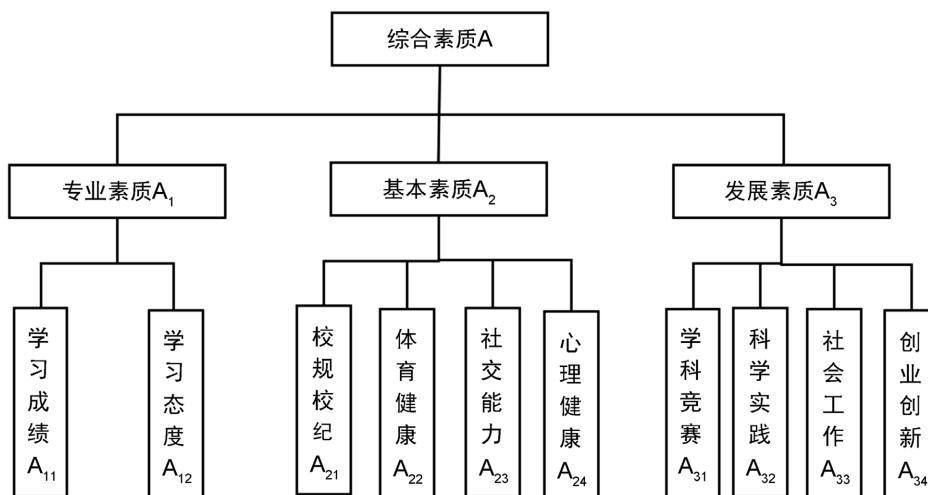 综合素质A
专业素质A₁
基本素质A₂
发展素质A₃
学习成绩A₁₁
学习态度A₁₂
校规校纪A₂₁
体育健康A₂₂
社交能力A₂₃
心理健康A₂₄
学科竞赛A₃₁
科学实践A₃₂
社会工作A₃₃
创业创新A₃₄